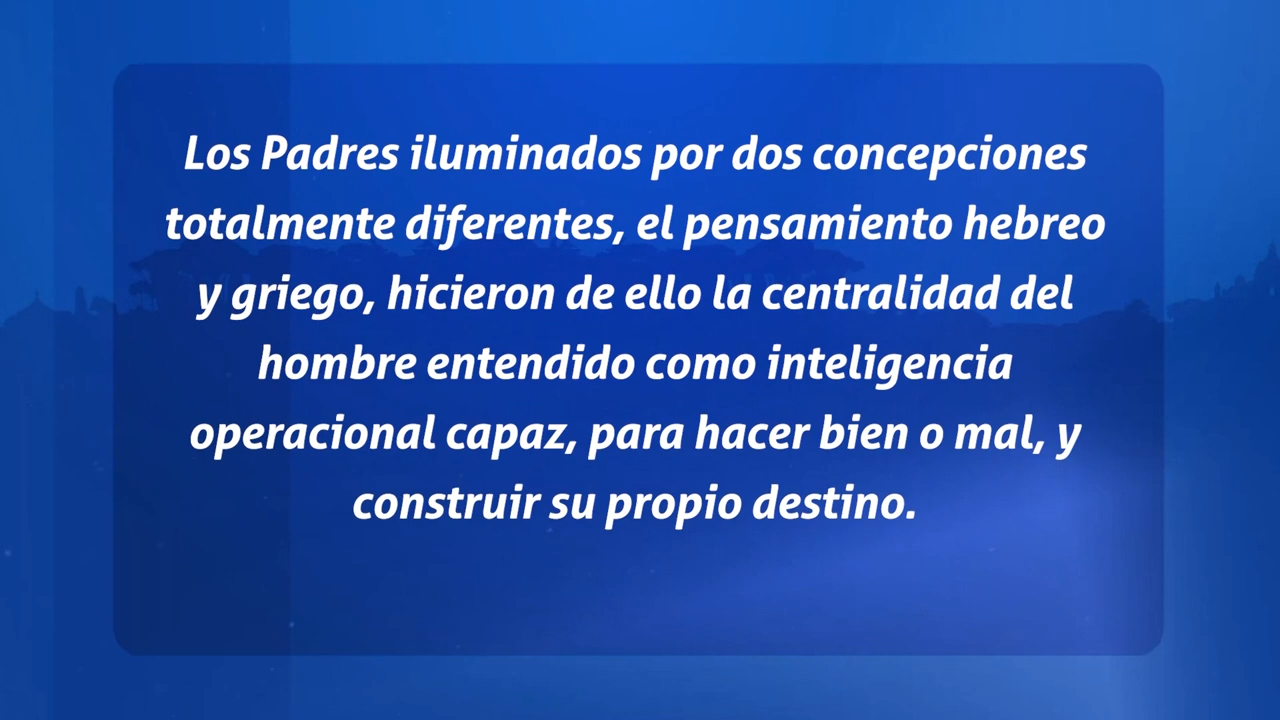 Los Padres iluminados por dos concepciones
totalmente diferentes, el pensamiento hebreo
y griego, hicieron de ello la centralidad del
hombre entendido como inteligencia
operacional capaz, para hacer bien o mal, y
construir su propio destino.